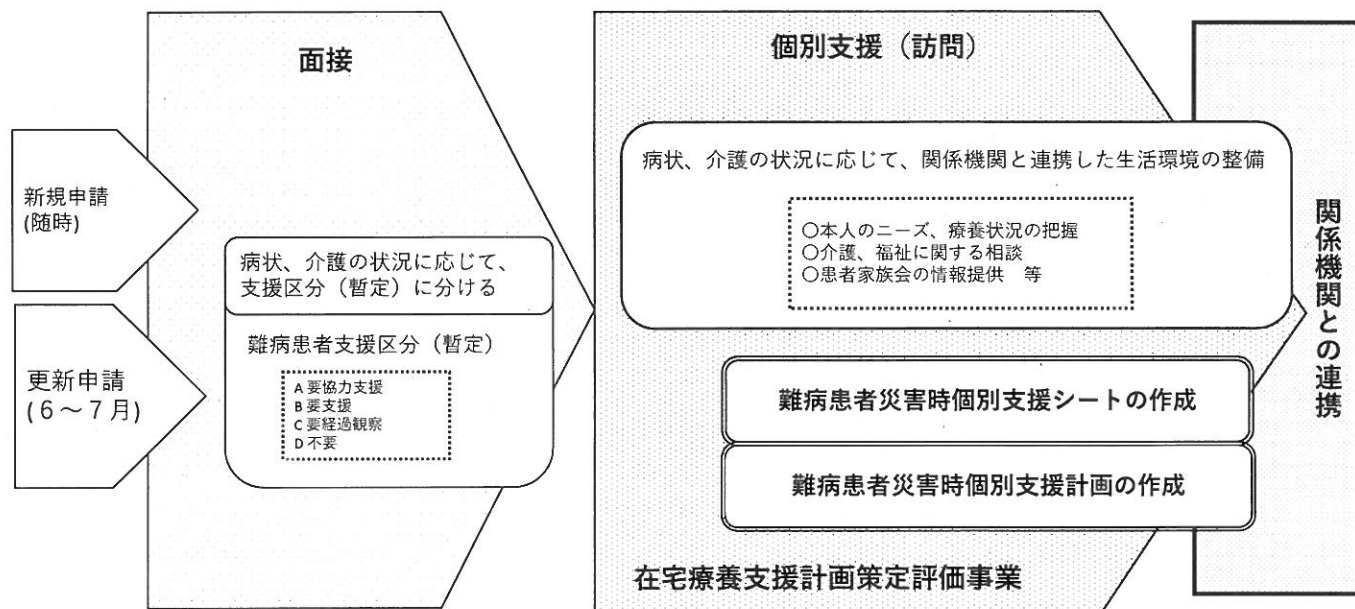 面接
新規申請
(随時)
更新申請
(6~7月)
病状、介護の状況に応じて、
支援区分（暫定）に分ける
難病患者支援区分（暫定）
A 要協力支援
B 要支援
C 要経過観察
D 不要
個別支援（訪問）
病状、介護の状況に応じて、関係機関と連携した生活環境の整備
〇本人のニーズ、療養状況の把握
〇介護、福祉に関する相談
〇患者家族会の情報提供　等
難病患者災害時個別支援シートの作成
難病患者災害時個別支援計画の作成
在宅療養支援計画策定評価事業
関係機関との連携